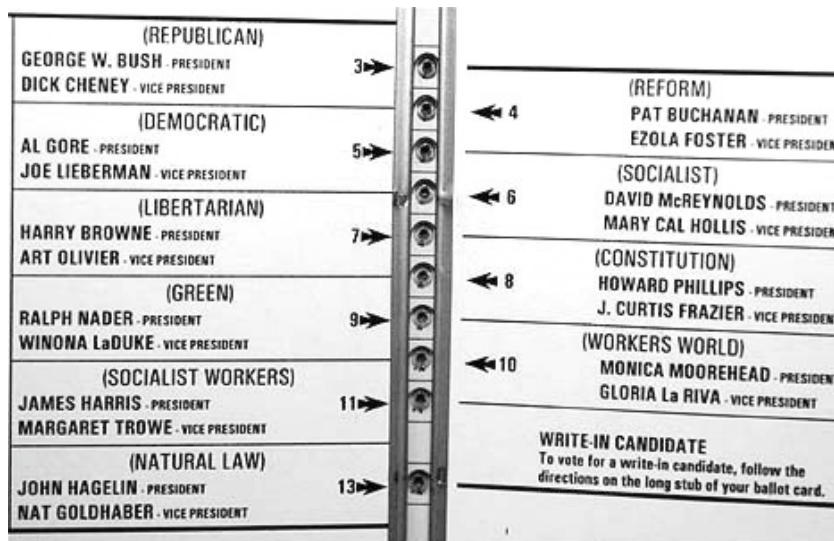 (REPUBLICAN)
GEORGE W. BUSH - PRESIDENT
DICK CHENEY - VICE PRESIDENT
3
(DEMOCRATIC)
AL GORE - PRESIDENT
JOE LIEBERMAN - VICE PRESIDENT
5
(LIBERTARIAN)
HARRY BROWNE - PRESIDENT
ART OLIVIER - VICE PRESIDENT
7
(GREEN)
RALPH NADER - PRESIDENT
WINONA LaDUKE - VICE PRESIDENT
9
(SOCIALIST WORKERS)
JAMES HARRIS - PRESIDENT
MARGARET TROWE - VICE PRESIDENT
11
(NATURAL LAW)
JOHN HAGELIN - PRESIDENT
NAT GOLDHABER - VICE PRESIDENT
13
(REFORM)
4 PAT BUCHANAN - PRESIDENT
EZOLA FOSTER - VICE PRESIDEN
(SOCIALIST)
6 DAVID McREYNOLDS - PRESIDEN
MARY CAL HOLLIS - VICE PRESIDEN
(CONSTITUTION)
8 HOWARD PHILLIPS - PRESIDENT
J. CURTIS FRAZIER - VICE PRESIDEN
(WORKERS WORLD)
10 MONICA MOOREHEAD - PRESIDEN
GLORIA La RIVA - VICE PRESIDENT
WRITE-IN CANDIDATE
To vote for a write-in candidate, follow the
directions on the long stub of your ballot card.